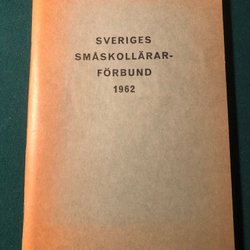 SVERIGES
SMÅSKOLLÄRAR-
FÖRBUND
1962